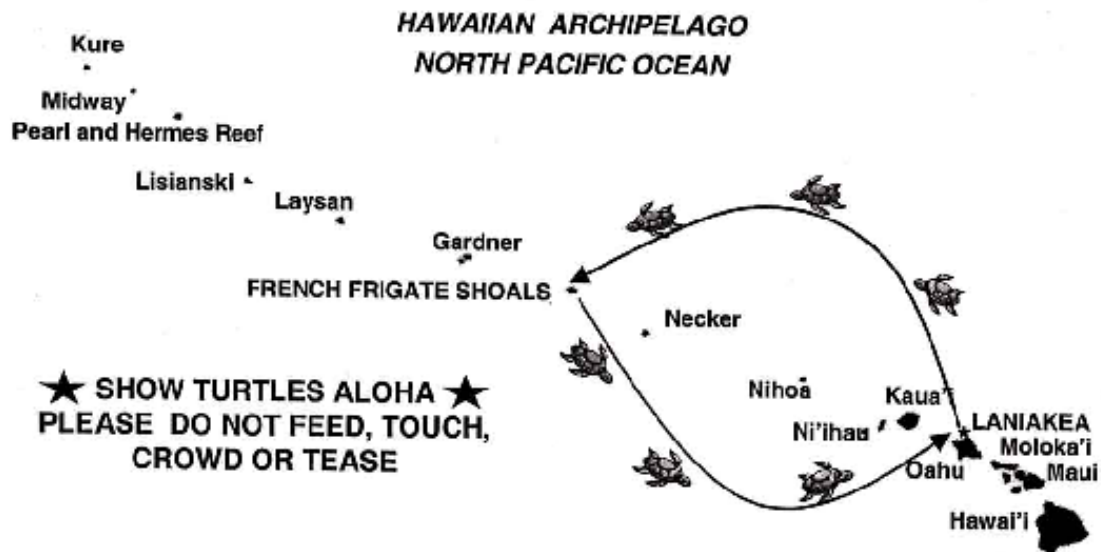 HAWAIIAN ARCHIPELAGO
NORTH PACIFIC OCEAN
Kure
Midway
Pearl and Hermes Reef
Lisianski
Laysan
Gardner
FRENCH FRIGATE SHOALS
Necker
SHOW TURTLES ALOHA
PLEASE DO NOT FEED, TOUCH,
CROWD OR TEASE
Nihoa
Kaua'i
Ni'ihau
LANIAKEA
Moloka'i
Oahu
Maui
Hawai'i